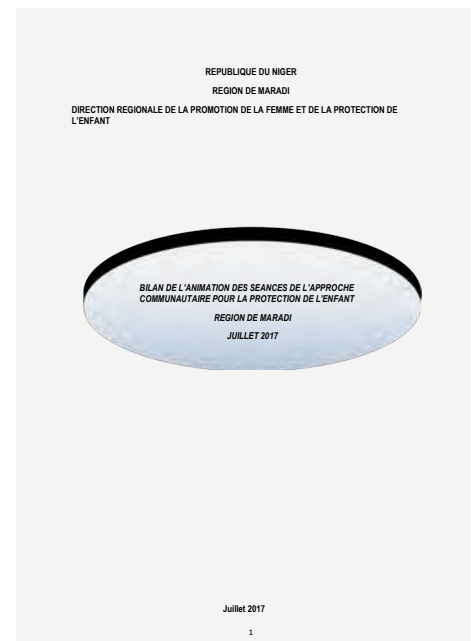 REPUBLIQUE DU NIGER
REGION DE MARADI
DIRECTION REGIONALE DE LA PROMOTION DE LA FEMME ET DE LA PROTECTION DE
L'ENFANT
BILAN DE L'ANIMATION DES SEANCES DE L'APPROCHE
COMMUNAUTAIRE POUR LA PROTECTION DE L'ENFANT
REGION DE MARADI
JUILLET 2017
Juillet 2017
1